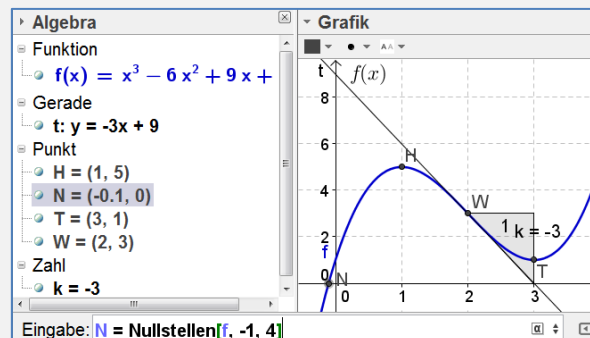 Algebra
Funktion
f(x) = x³ − 6 x² + 9 x +
Gerade
t: y = -3x + 9
Punkt
H = (1, 5)
N = (-0.1, 0)
T = (3, 1)
W = (2, 3)
Zahl
k = -3
Grafik
AA
t
f(x)
8
6
4
2
0
0
1
2
3
H
W
1
k = -3
T
f
N
Eingabe: N = Nullstellen[f, -1, 4]
α